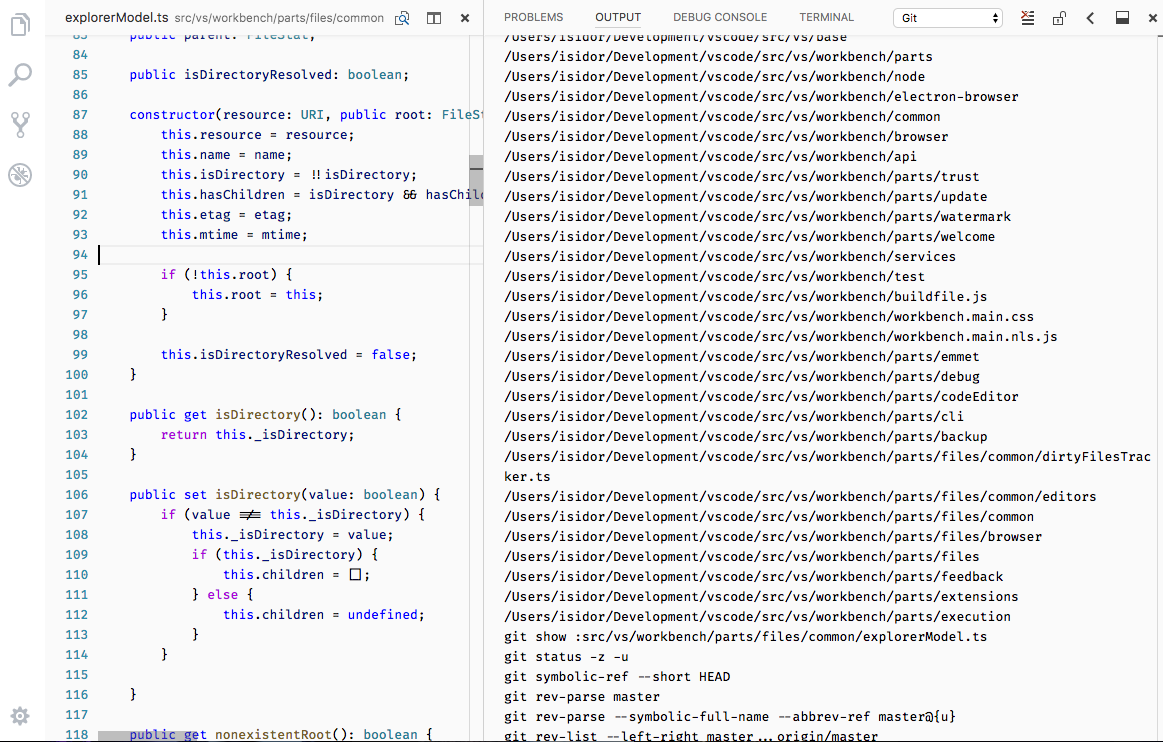 explorerModel.ts src/vs/workbench/parts/files/common
83 public parent: FileStat;
84
85 public isDirectoryResolved: boolean;
86
87 constructor(resource: URI, public root: FileSt
88 this.resource = resource;
89 this.name = name;
90 this.isDirectory = !!isDirectory;
91 this.hasChildren = isDirectory && hasChild
92 this.etag = etag;
93 this.mtime = mtime;
94
95 if (!this.root) {
96 this.root = this;
97 }
98
99 this.isDirectoryResolved = false;
100 }
101
102 public get isDirectory(): boolean {
103 return this._isDirectory;
104 }
105
106 public set isDirectory(value: boolean) {
107 if (value !== this._isDirectory) {
108 this._isDirectory = value;
109 if (this._isDirectory) {
110 this.children = [];
111 } else {
112 this.children = undefined;
113 }
114 }
115
116 }
117
118 public get nonexistentRoot(): boolean {
PROBLEMS OUTPUT DEBUG CONSOLE TERMINAL Git
/Users/isidor/Development/vscode/src/vs/base
/Users/isidor/Development/vscode/src/vs/workbench/parts
/Users/isidor/Development/vscode/src/vs/workbench/node
/Users/isidor/Development/vscode/src/vs/workbench/electron-browser
/Users/isidor/Development/vscode/src/vs/workbench/common
/Users/isidor/Development/vscode/src/vs/workbench/browser
/Users/isidor/Development/vscode/src/vs/workbench/api
/Users/isidor/Development/vscode/src/vs/workbench/parts/trust
/Users/isidor/Development/vscode/src/vs/workbench/parts/update
/Users/isidor/Development/vscode/src/vs/workbench/parts/watermark
/Users/isidor/Development/vscode/src/vs/workbench/parts/welcome
/Users/isidor/Development/vscode/src/vs/workbench/services
/Users/isidor/Development/vscode/src/vs/workbench/test
/Users/isidor/Development/vscode/src/vs/workbench/buildfile.js
/Users/isidor/Development/vscode/src/vs/workbench/workbench.main.css
/Users/isidor/Development/vscode/src/vs/workbench/workbench.main.nls.js
/Users/isidor/Development/vscode/src/vs/workbench/parts/emmet
/Users/isidor/Development/vscode/src/vs/workbench/parts/debug
/Users/isidor/Development/vscode/src/vs/workbench/parts/codeEditor
/Users/isidor/Development/vscode/src/vs/workbench/parts/cli
/Users/isidor/Development/vscode/src/vs/workbench/parts/backup
/Users/isidor/Development/vscode/src/vs/workbench/parts/files/common/dirtyFilesTrac
ker.ts
/Users/isidor/Development/vscode/src/vs/workbench/parts/files/common/editors
/Users/isidor/Development/vscode/src/vs/workbench/parts/files/common
/Users/isidor/Development/vscode/src/vs/workbench/parts/files/browser
/Users/isidor/Development/vscode/src/vs/workbench/parts/files
/Users/isidor/Development/vscode/src/vs/workbench/parts/feedback
/Users/isidor/Development/vscode/src/vs/workbench/parts/extensions
/Users/isidor/Development/vscode/src/vs/workbench/parts/execution
git show :src/vs/workbench/parts/files/common/explorerModel.ts
git status -z -u
git symbolic-ref --short HEAD
git rev-parse master
git rev-parse --symbolic-full-name --abbrev-ref master@{u}
git rev-list --left-right master...origin/master